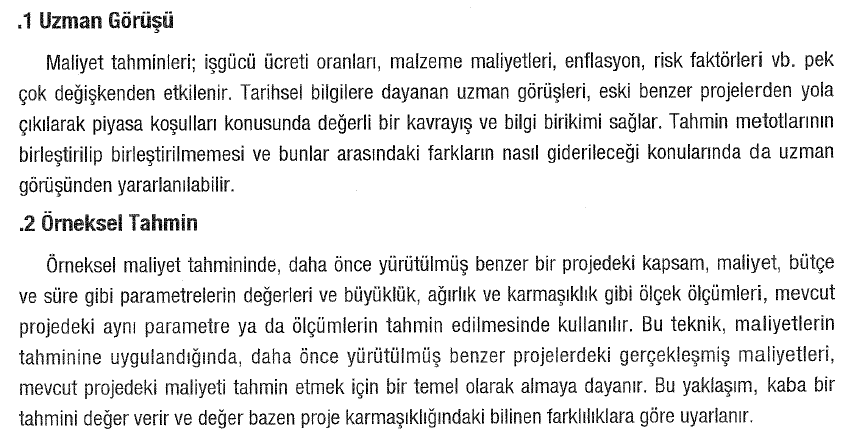 .1 Uzman Görüşü
Maliyet tahminleri; işgücü ücreti oranları, malzeme maliyetleri, enflasyon, risk faktörleri vb. pek
çok değişkenden etkilenir. Tarihsel bilgilere dayanan uzman görüşleri, eski benzer projelerden yola
çıkılarak piyasa koşulları konusunda değerli bir kavrayış ve bilgi birikimi sağlar. Tahmin metotlarının
birleştirilip birleştirilmemesi ve bunlar arasındaki farkların nasıl giderileceği konularında da uzman
görüşünden yararlanılabilir.
.2 Örneksel Tahmin
Örneksel maliyet tahmininde, daha önce yürütülmüş benzer bir projedeki kapsam, maliyet, bütçe
ve süre gibi parametrelerin değerleri ve büyüklük, ağırlık ve karmaşıklık gibi ölçek ölçümleri, mevcut
projedeki aynı parametre ya da ölçümlerin tahmin edilmesinde kullanılır. Bu teknik, maliyetlerin
tahminine uygulandığında, daha önce yürütülmüş benzer projelerdeki gerçekleşmiş maliyetleri,
mevcut projedeki maliyeti tahmin etmek için bir temel olarak almaya dayanır. Bu yaklaşım, kaba bir
tahmini değer verir ve değer bazen proje karmaşıklığındaki bilinen farklılıklara göre uyarlanır.